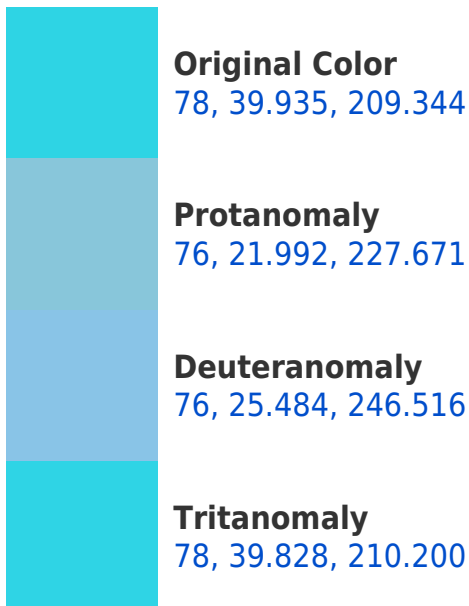 Original Color
78, 39.935, 209.344
Protanomaly
76, 21.992, 227.671
Deuteranomaly
76, 25.484, 246.516
Tritanomaly
78, 39.828, 210.200